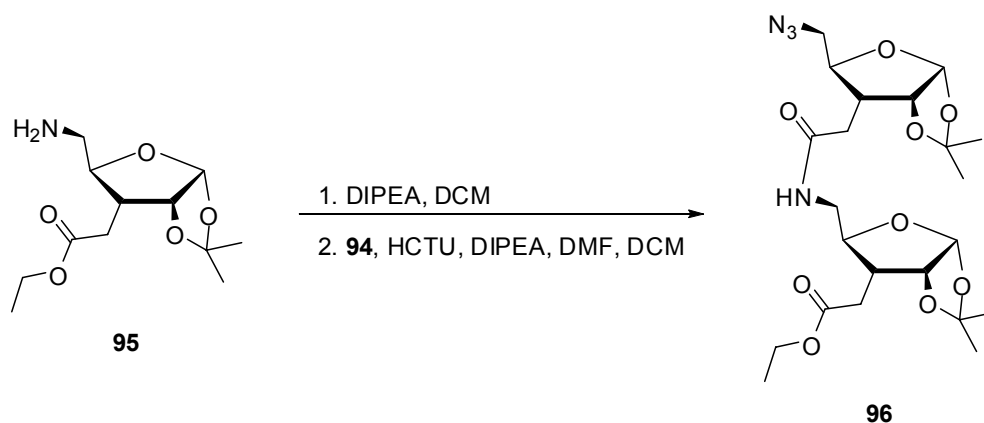 N3
O
O
O
O
H2N
O
O
O
O
O
HN
O
O
O
O
O
O
1. DIPEA, DCM
2. 94, HCTU, DIPEA, DMF, DCM
95
96